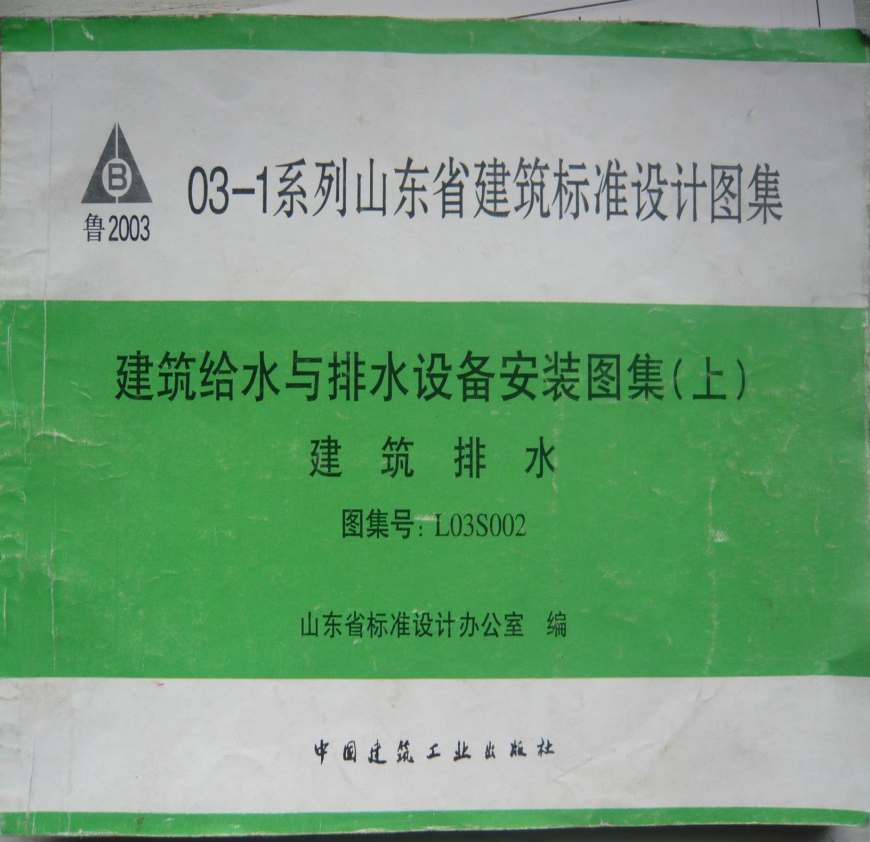 B
鲁2003
03-1系列山东省建筑标准设计图集
建筑给水与排水设备安装图集(上)
建筑排水
图集号: L03S002
山东省标准设计办公室 编
中国建筑工业出版社